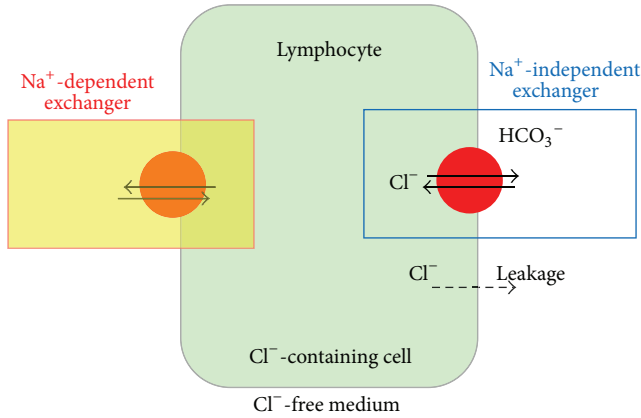 Lymphocyte
Na⁺-dependent
exchanger
Na⁺-independent
exchanger
HCO₃⁻
Cl⁻
Cl⁻ Leakage
Cl⁻-containing cell
Cl⁻-free medium